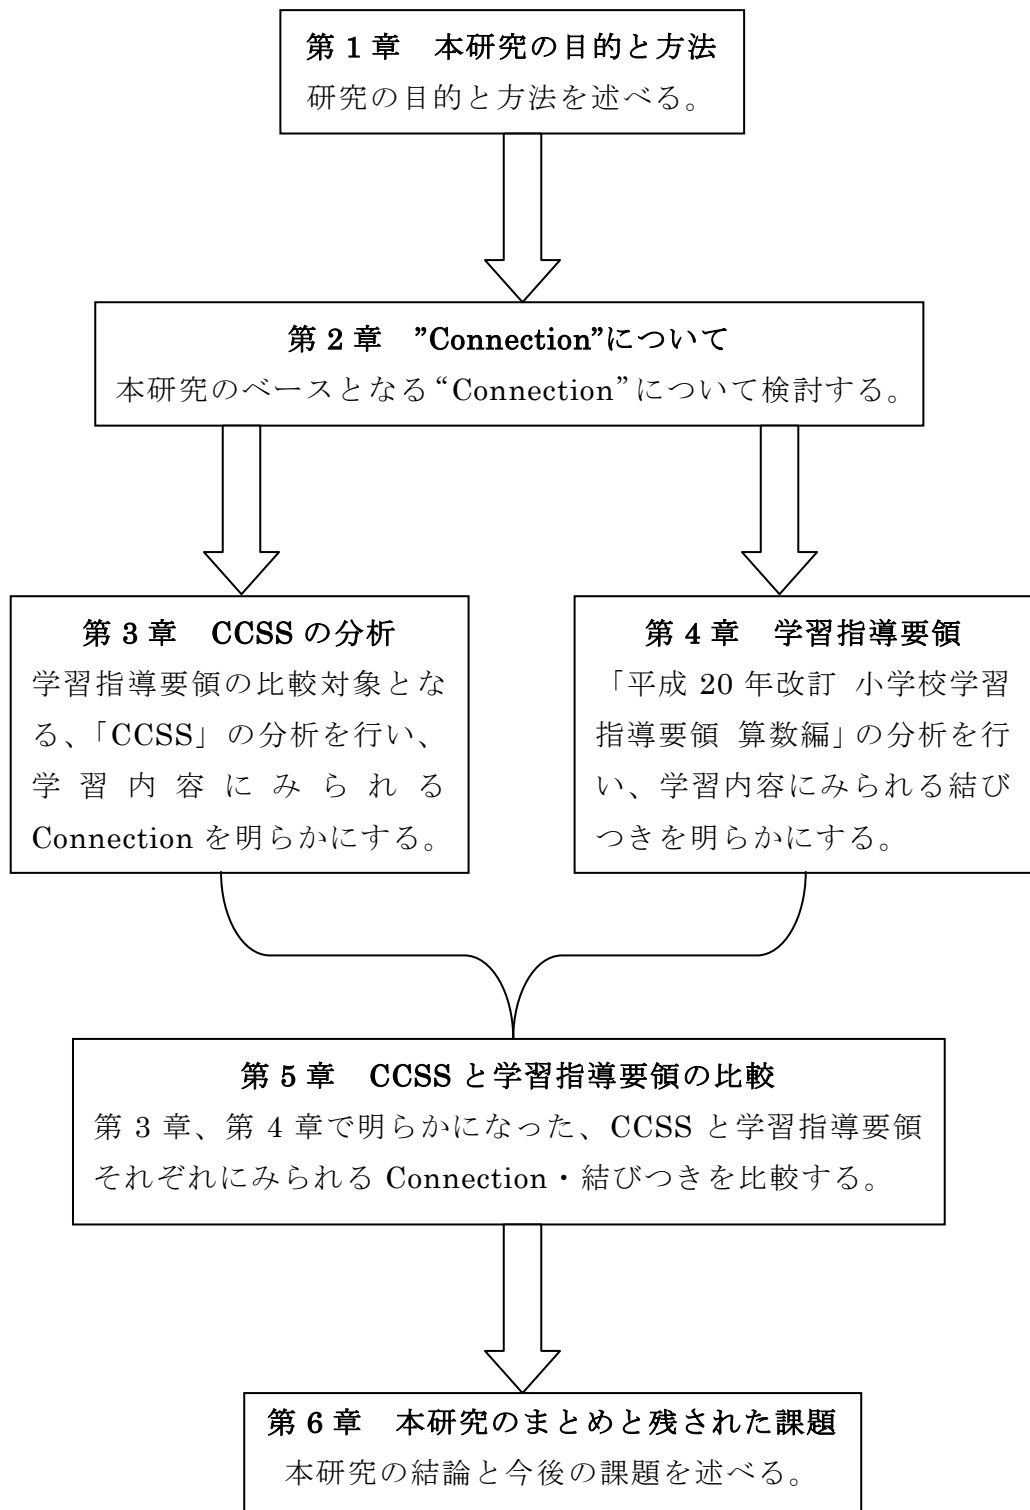 第 1 章　本研究の目的と方法
研究の目的と方法を述べる。
第 2 章　”Connection”について
本研究のベースとなる“Connection”について検討する。
第 3 章　CCSS の分析
学習指導要領の比較対象とな
る、「CCSS」の分析を行い、
学習内容にみられる
Connection を明らかにする。
第 4 章　学習指導要領
「平成 20 年改訂 小学校学習
指導要領 算数編」の分析を行
い、学習内容にみられる結び
つきを明らかにする。
第 5 章　CCSS と学習指導要領の比較
第 3 章、第 4 章で明らかになった、CCSS と学習指導要領
それぞれにみられる Connection・結びつきを比較する。
第 6 章　本研究のまとめと残された課題
本研究の結論と今後の課題を述べる。